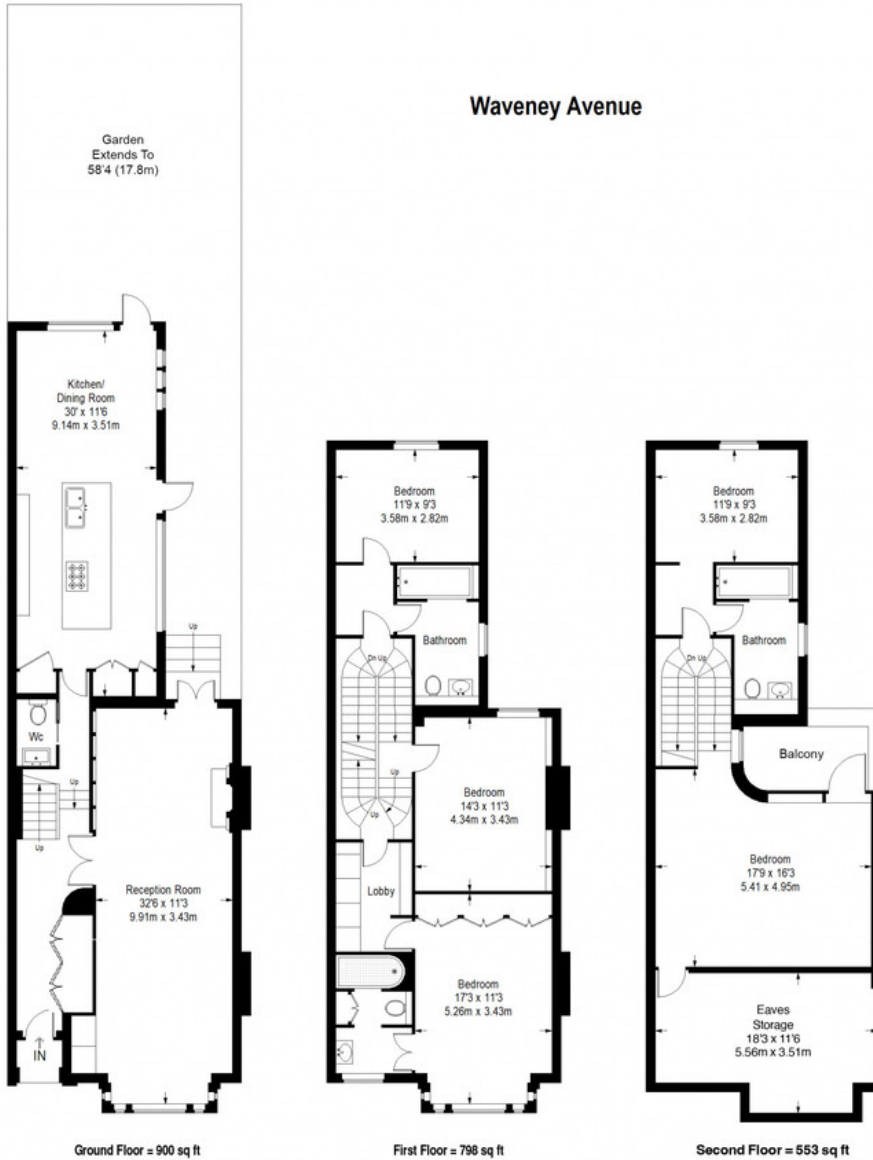 Waveney Avenue
Garden
Extends To
58'4 (17.8m)
Kitchen/
Dining Room
30' x 11'6
9.14m x 3.51m
Up
Wc
Up
Up
Reception Room
32'6 x 11'3
9.91m x 3.43m
IN
Ground Floor = 900 sq ft
Bedroom
11'9 x 9'3
3.58m x 2.82m
Bathroom
Dn Up
Bedroom
14'3 x 11'3
4.34m x 3.43m
Up
Up
Lobby
Bedroom
17'3 x 11'3
5.26m x 3.43m
First Floor = 798 sq ft
Bedroom
11'9 x 9'3
3.58m x 2.82m
Bathroom
Dn Up
Balcony
Bedroom
17'9 x 16'3
5.41 x 4.95m
Eaves
Storage
18'3 x 11'6
5.56m x 3.51m
Second Floor = 553 sq ft